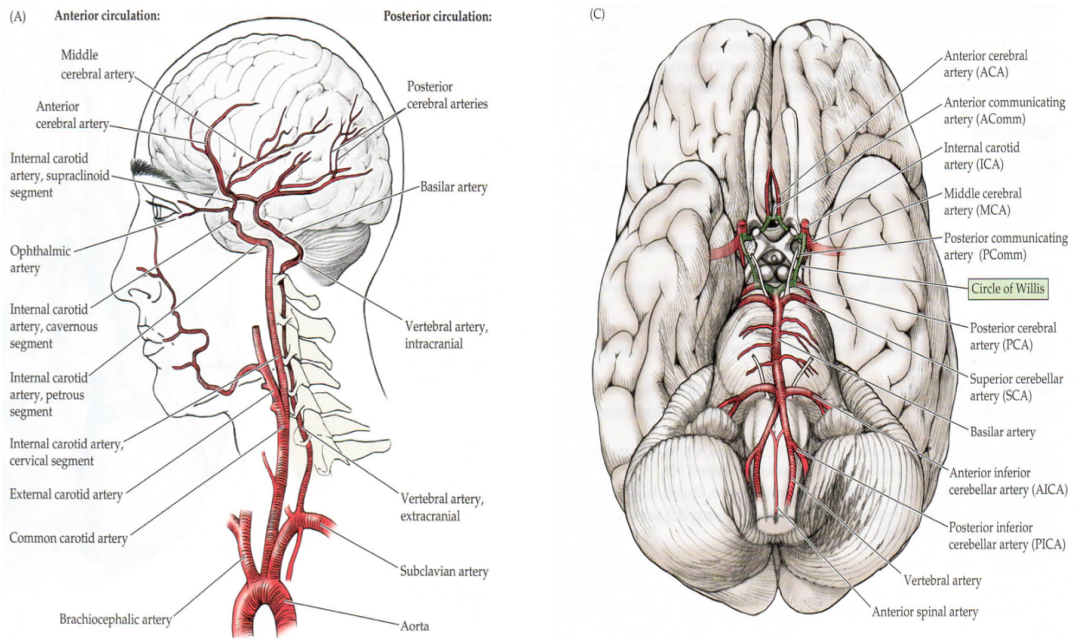 (A)
Anterior circulation:
Posterior circulation:
Middle
cerebral artery
Anterior
cerebral artery
Internal carotid
artery, supraclinoid
segment
Ophthalmic
artery
Internal carotid
artery, cavernous
segment
Internal carotid
artery, petrous
segment
Internal carotid artery,
cervical segment
External carotid artery
Common carotid artery
Brachiocephalic artery
Posterior
cerebral arteries
Basilar artery
Vertebral artery,
intracranial
Vertebral artery,
extracranial
Subclavian artery
Aorta
(C)
Anterior cerebral
artery (ACA)
Anterior communicating
artery (AComm)
Internal carotid
artery (ICA)
Middle cerebral
artery (MCA)
Posterior communicating
artery (PComm)
Circle of Willis
Posterior cerebral
artery (PCA)
Superior cerebellar
artery (SCA)
Basilar artery
Anterior inferior
cerebellar artery (AICA)
Posterior inferior
cerebellar artery (PICA)
Vertebral artery
Anterior spinal artery